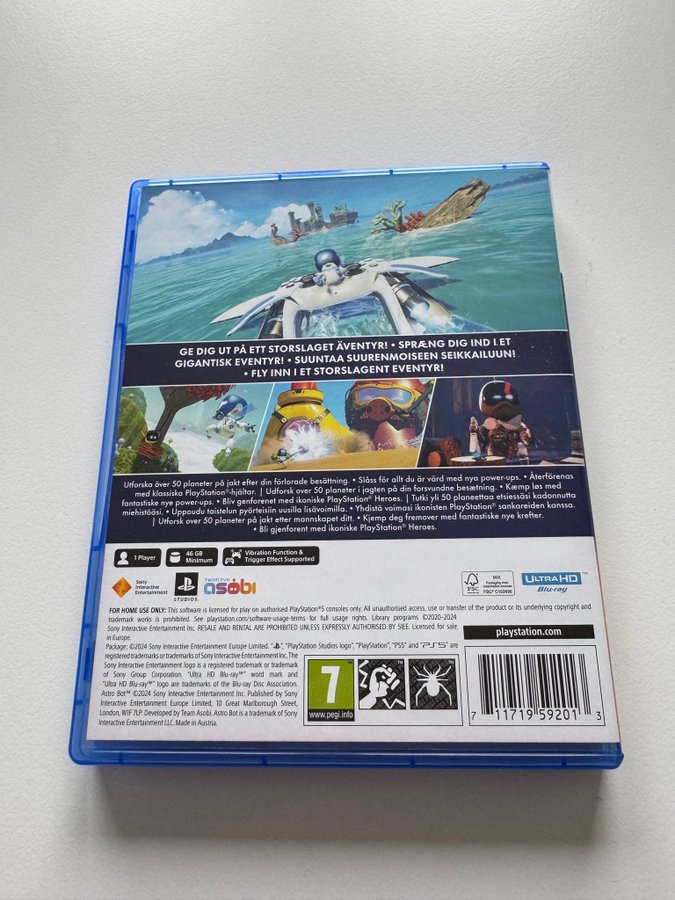 GE DIG UT PÅ ETT STORSLAGET ÄVENTYR! • SPRÆNG DIG IND I ET
GIGANTISK EVENTYR! • SUUNTAA SUURENMOISEEN SEIKKAILUUN!
• FLY INN I ET STORSLAGENT EVENTYR!
Utforska över 50 planeter på jakt efter din förlorade besättning. • Slåss för allt du är värd med nya power-ups. • Återförenas
med klassiska PlayStation®-hjältar. | Udforsk over 50 planeter i jagten på din forsvundne besætning. • Kæmp løs med
fantastiske nye power-ups. • Bliv genforenet med ikoniske PlayStation® Heroes. | Tutki yli 50 planeettaa etsiessäsi kadonnutta
miehistöäsi. • Uppoudu taistelun pyörteisiin uusilla lisävoimilla. • Yhdistä voimasi ikonisten PlayStation® sankareiden kanssa.
| Utforsk over 50 planeter på jakt etter mannskapet ditt. • Kjemp deg fremover med fantastiske nye krefter.
• Bli gjenforent med ikoniske PlayStation® Heroes.
1 Player
46 GB
Minimum
Vibration Function &
Trigger Effect Supported
Sony
Interactive
Entertainment
PlayStation
STUDIOS
TEAM
asobi
FSC
MIX
Packaging
ULTRA HD
Blu-ray
FOR HOME USE ONLY: This software is licensed for play on authorised PlayStation®5 consoles only. All unauthorised access, use or transfer of the product or its underlying copyright and
trademark works is prohibited. See playstation.com/software-usage-terms for full usage rights. Library programs ©2020-2024
Sony Interactive Entertainment Inc. RESALE AND RENTAL ARE PROHIBITED UNLESS EXPRESSLY AUTHORISED BY SIEE. Licensed for sale
in Europe.
Package: ©2024 Sony Interactive Entertainment Europe Limited. "", "PlayStation Studios logo", "PlayStation", "PS5" and "PS5" are
registered trademarks or trademarks of Sony Interactive Entertainment Inc. The
Sony Interactive Entertainment logo is a registered trademark or trademark
of Sony Group Corporation. "Ultra HD Blu-ray™" word mark and
"Ultra HD Blu-ray™" logo are trademarks of the Blu-ray Disc Association.
Astro Bot™ ©2024 Sony Interactive Entertainment Inc. Published by Sony
Interactive Entertainment Europe Limited, 10 Great Marlborough Street,
London, W1F 7LP. Developed by Team Asobi. Astro Bot is a trademark of Sony
Interactive Entertainment LLC. Made in Austria.
7
www.pegi.info
playstation.com
7 11719 59201 3